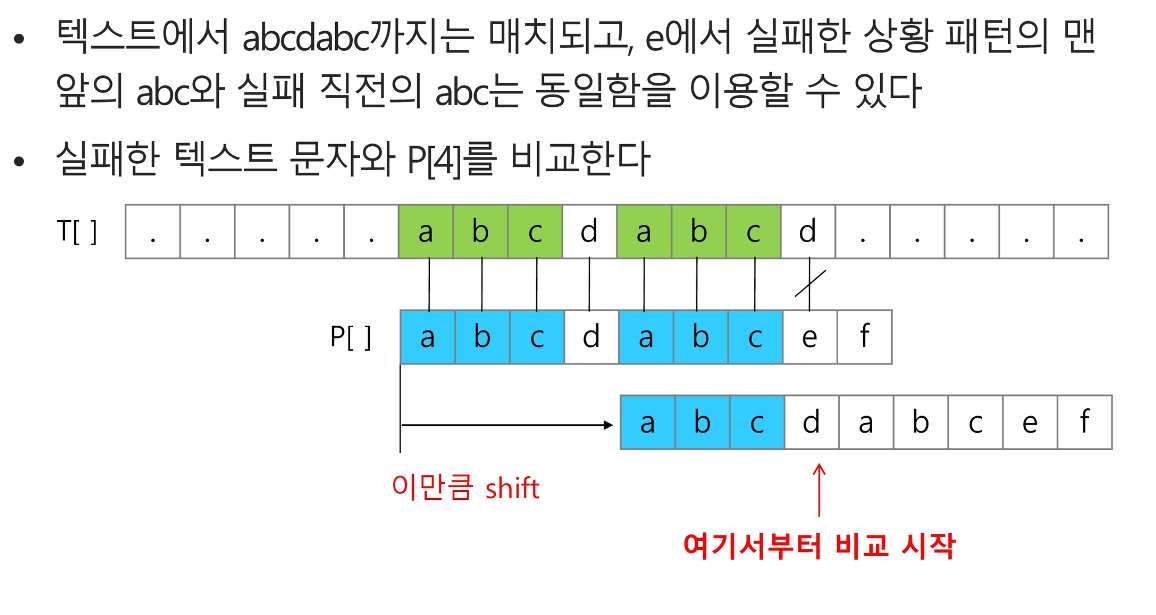 • 텍스트에서 abcdabc까지는 매치되고, e에서 실패한 상황 패턴의 맨
앞의 abc와 실패 직전의 abc는 동일함을 이용할 수 있다
• 실패한 텍스트 문자와 P[4]를 비교한다
T[ ] . . . . . a b c d a b c d . . . . .
P[ ] a b c d a b c e f
a b c d a b c e f
이만큼 shift
여기서부터 비교 시작